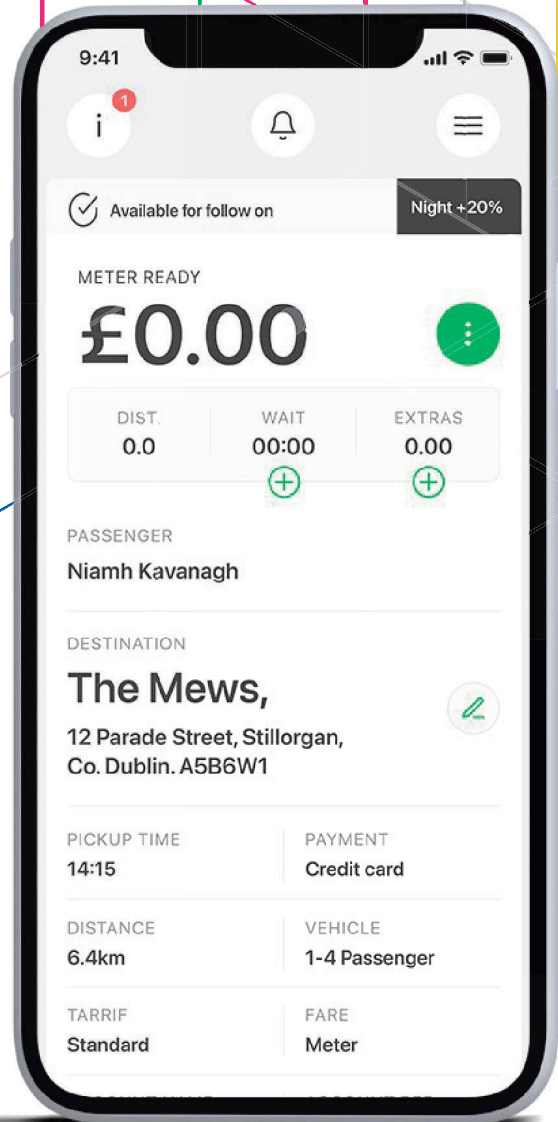 9:41
i
1
Available for follow on
Night +20%
METER READY
£0.00
DIST. WAIT EXTRAS
0.0 00:00 0.00
PASSENGER
Niamh Kavanagh
DESTINATION
The Mews,
12 Parade Street, Stillorgan,
Co. Dublin. A5B6W1
PICKUP TIME PAYMENT
14:15 Credit card
DISTANCE VEHICLE
6.4km 1-4 Passenger
TARRIF FARE
Standard Meter